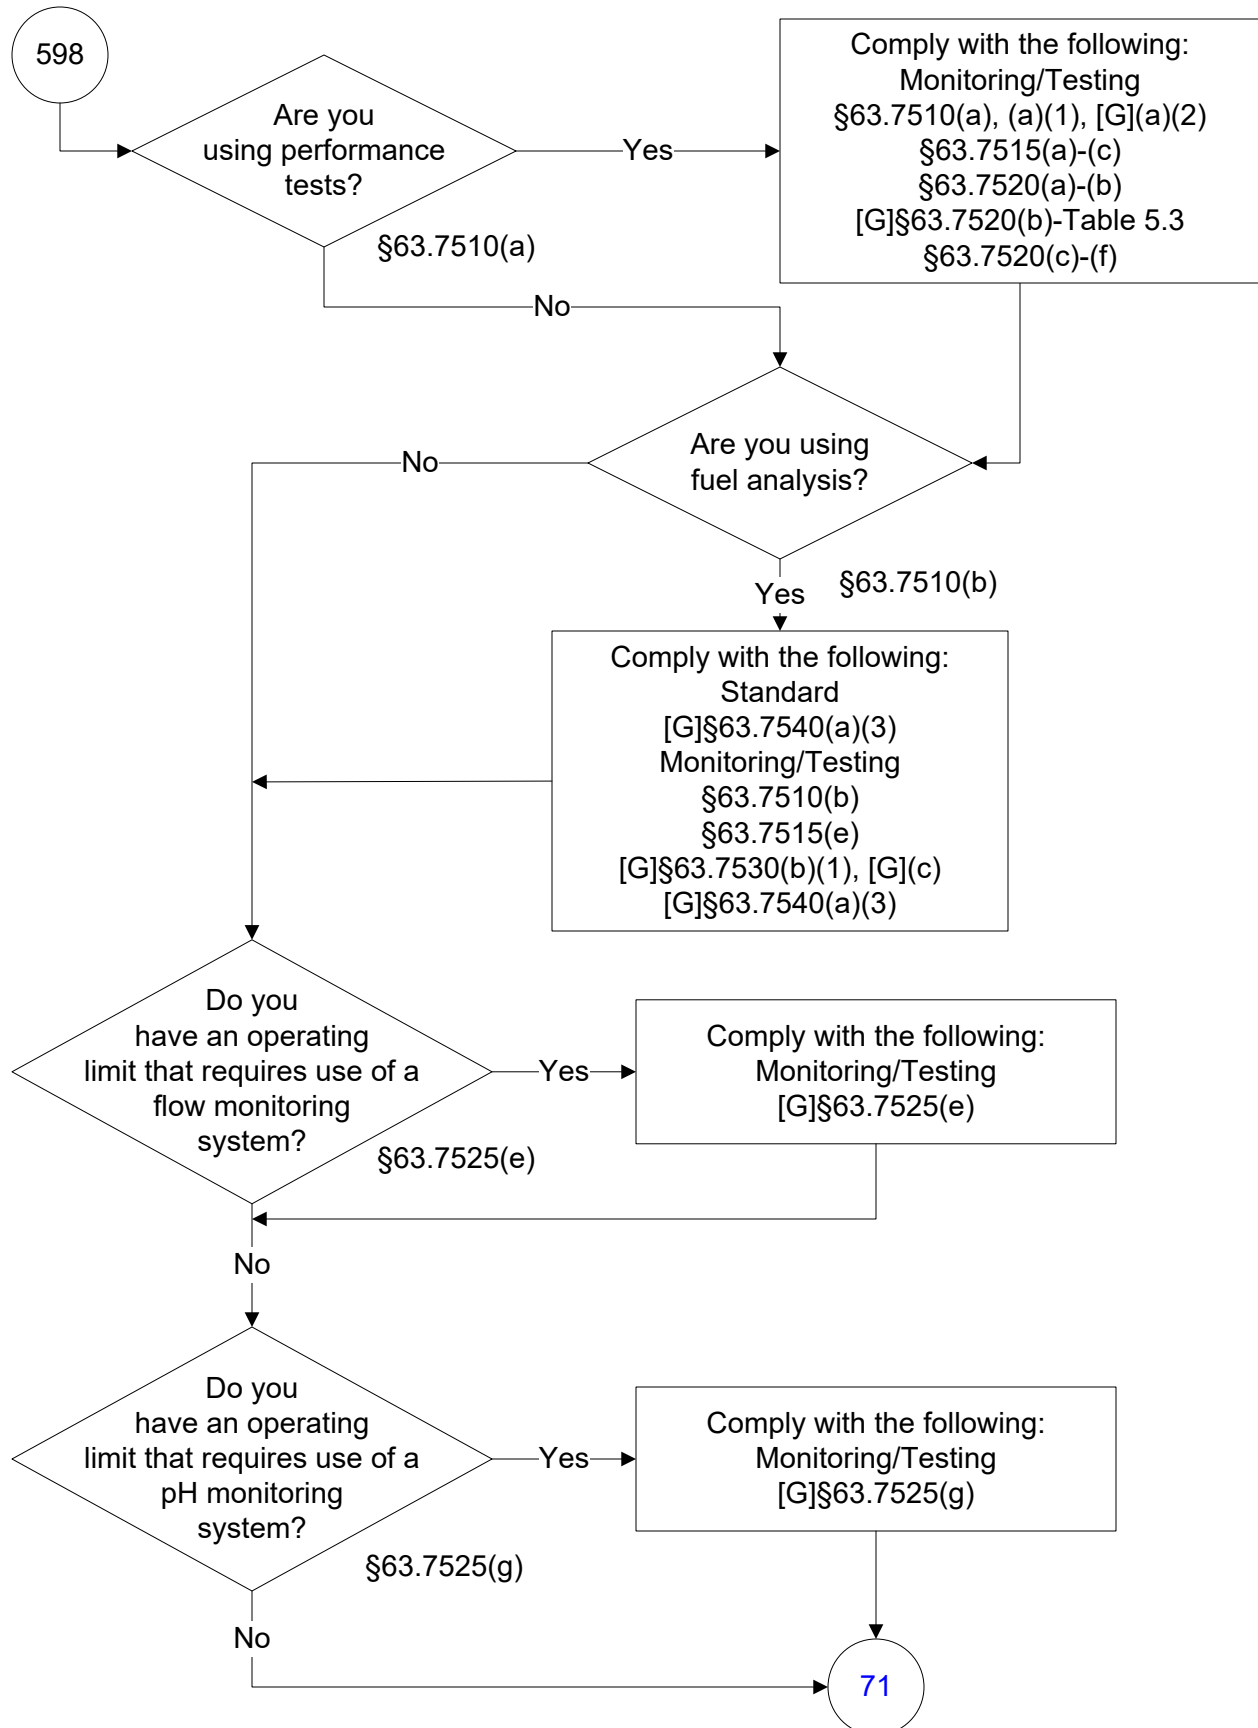 598
Are you
using performance
tests?
§63.7510(a)
Yes
Comply with the following:
Monitoring/Testing
§63.7510(a), (a)(1), [G](a)(2)
§63.7515(a)-(c)
§63.7520(a)-(b)
[G]§63.7520(b)-Table 5.3
§63.7520(c)-(f)
No
Are you using
fuel analysis?
§63.7510(b)
No
Yes
Comply with the following:
Standard
[G]§63.7540(a)(3)
Monitoring/Testing
§63.7510(b)
§63.7515(e)
[G]§63.7530(b)(1), [G](c)
[G]§63.7540(a)(3)
Do you
have an operating
limit that requires use of a
flow monitoring
system?
§63.7525(e)
Yes
Comply with the following:
Monitoring/Testing
[G]§63.7525(e)
No
Do you
have an operating
limit that requires use of a
pH monitoring
system?
§63.7525(g)
Yes
Comply with the following:
Monitoring/Testing
[G]§63.7525(g)
No
71